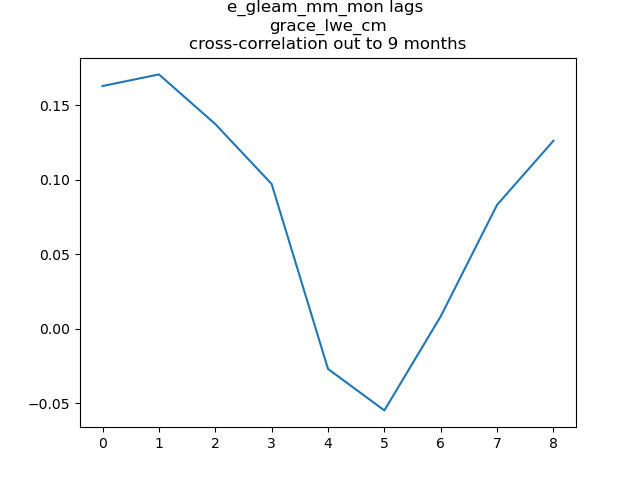 e_gleam_mm_mon lags
grace_lwe_cm
cross-correlation out to 9 months
0.15
0.10
0.05
0.00
−0.05
0 1 2 3 4 5 6 7 8